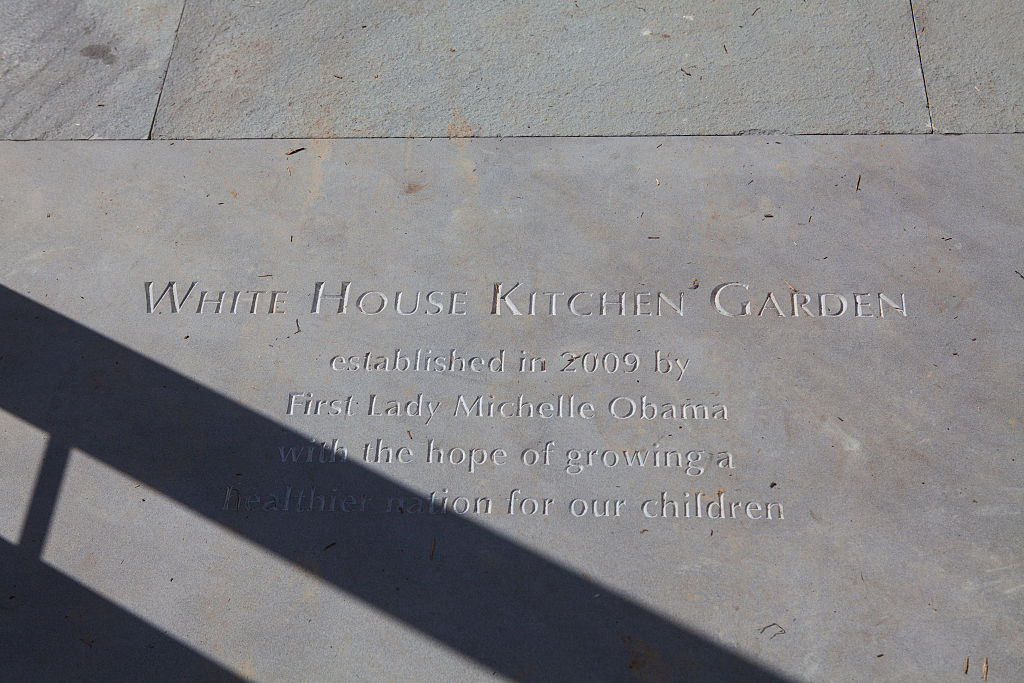 White House Kitchen Garden
established in 2009 by
First Lady Michelle Obama
with the hope of growing a
healthier nation for our children